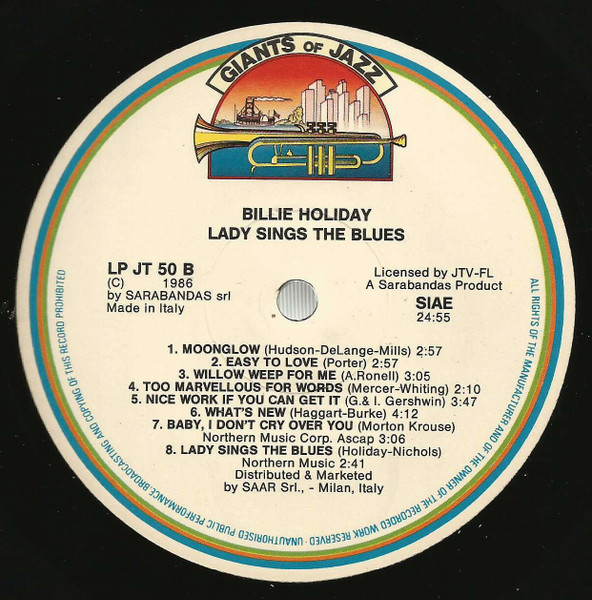 GIANTS OF JAZZ
BILLIE HOLIDAY
LADY SINGS THE BLUES
LP JT 50 B
(C) 1986
by SARABANDAS srl
Made in Italy
Licensed by JTV-FL
A Sarabandas Product
SIAE
24:55
1. MOONGLOW (Hudson-DeLange-Mills) 2:57
2. EASY TO LOVE (Porter) 2:57
3. WILLOW WEEP FOR ME (A.Ronell) 3:05
4. TOO MARVELLOUS FOR WORDS (Mercer-Whiting) 2:10
5. NICE WORK IF YOU CAN GET IT (G.& I. Gershwin) 3:47
6. WHAT'S NEW (Haggart-Burke) 4:12
7. BABY, I DON'T CRY OVER YOU (Morton Krouse)
Northern Music Corp. Ascap 3:06
8. LADY SINGS THE BLUES (Holiday-Nichols)
Northern Music 2:41
Distributed & Marketed
by SAAR Srl., - Milan, Italy
ALL RIGHTS OF THE MANUFACTURER AND OF THE OWNER OF THE RECORDED WORK RESERVED - UNAUTHORISED PUBLIC PERFORMANCE, BROADCASTING AND COPYING OF THIS RECORD PROHIBITED